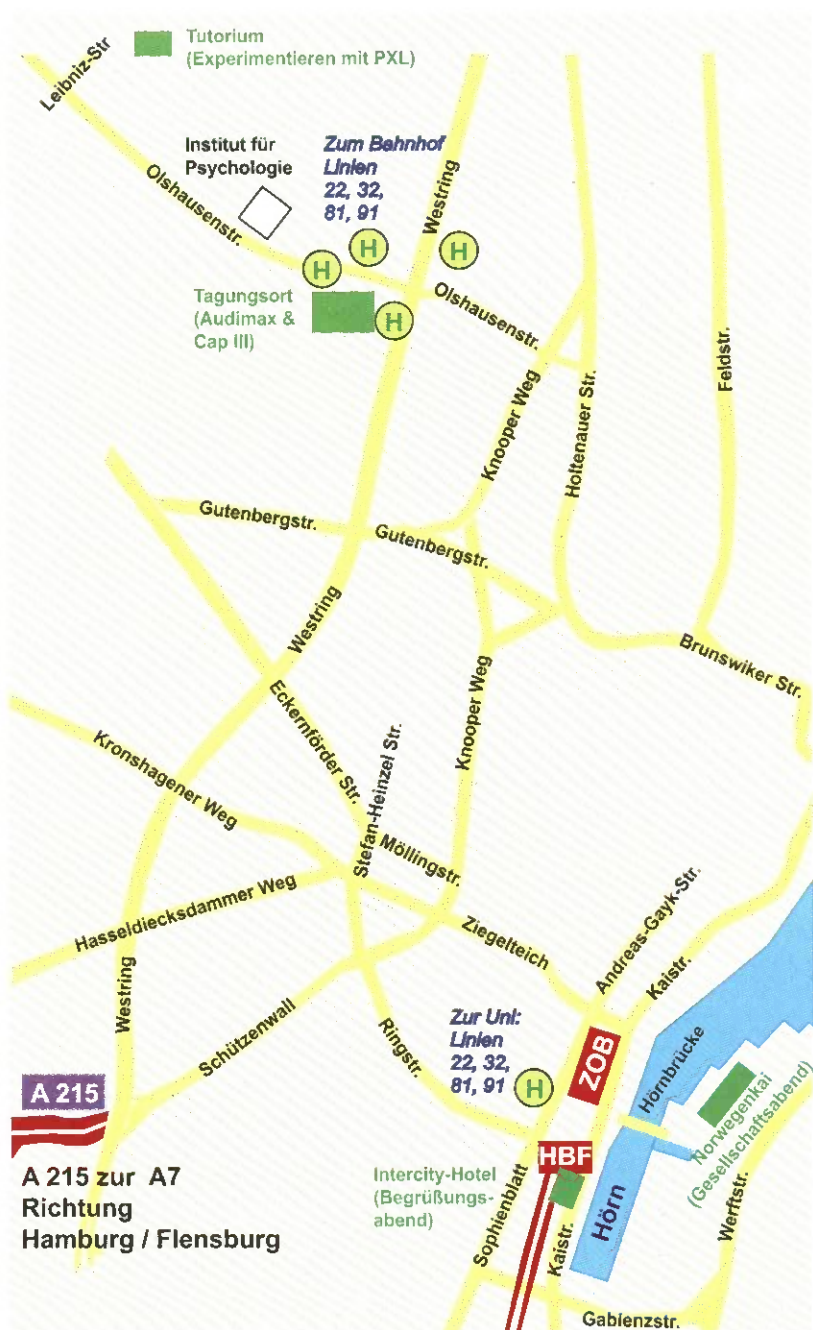 Tutorium
(Experimentieren mit PXL)
Leibniz-Str
Institut für
Psychologie
Zum Bahnhof
Linien
22, 32,
81, 91
Westring
Olshausenstr.
H
H
H
H
Tagungsort
(Audimax &
Cap III)
Olshausenstr.
Knooper Weg
Holtenauer Str.
Feldstr.
Gutenbergstr.
Gutenbergstr.
Westring
Brunswiker Str.
Eckernförder Str.
Knooper Weg
Kronshagener Weg
Stefan-Heinzel Str.
Möllingstr.
Hasseldiecksdammer Weg
Ziegelteich
Andreas-Gayk-Str.
Kaistr.
Westring
Schützenwall
Ringstr.
Zur Uni:
Linien
22, 32,
81, 91
H
ZOB
Hörnbrücke
Norwegenkai
(Gesellschaftsabend)
A 215
HBF
A 215 zur A7
Richtung
Hamburg / Flensburg
Intercity-Hotel
(Begrüßungs-
abend)
Sophienblatt
Kaistr.
Hörn
Werftstr.
Gablenzstr.